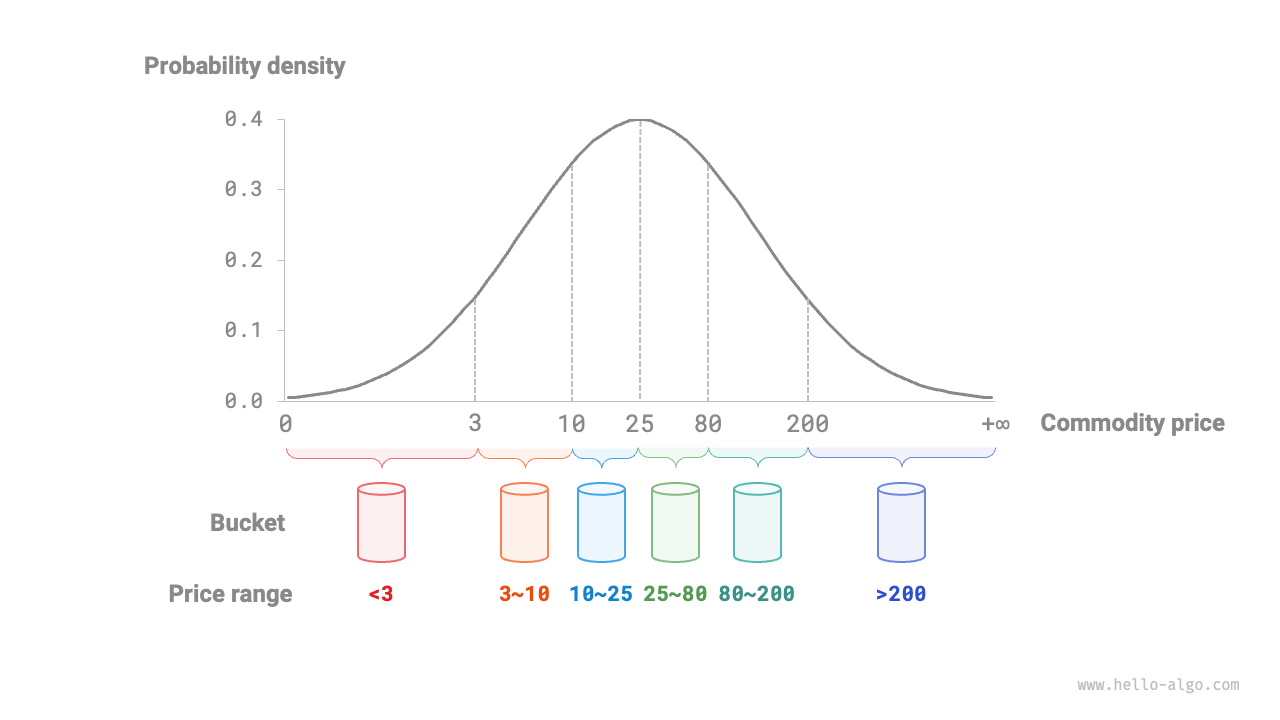 Probability density
0.4
0.3
0.2
0.1
0.0
0 3 10 25 80 200 +∞ Commodity price
Bucket
Price range <3 3~10 10~25 25~80 80~200 >200
www.hello-algo.com